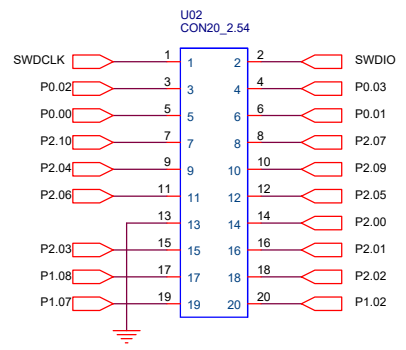 U02
CON20_2.54
SWDCLK 1 1 2 2 SWDIO
P0.02 3 3 4 4 P0.03
P0.00 5 5 6 6 P0.01
P2.10 7 7 8 8 P2.07
P2.04 9 9 10 10 P2.09
P2.06 11 11 12 12 P2.05
13 13 14 14 P2.00
P2.03 15 15 16 16 P2.01
P1.08 17 17 18 18 P2.02
P1.07 19 19 20 20 P1.02